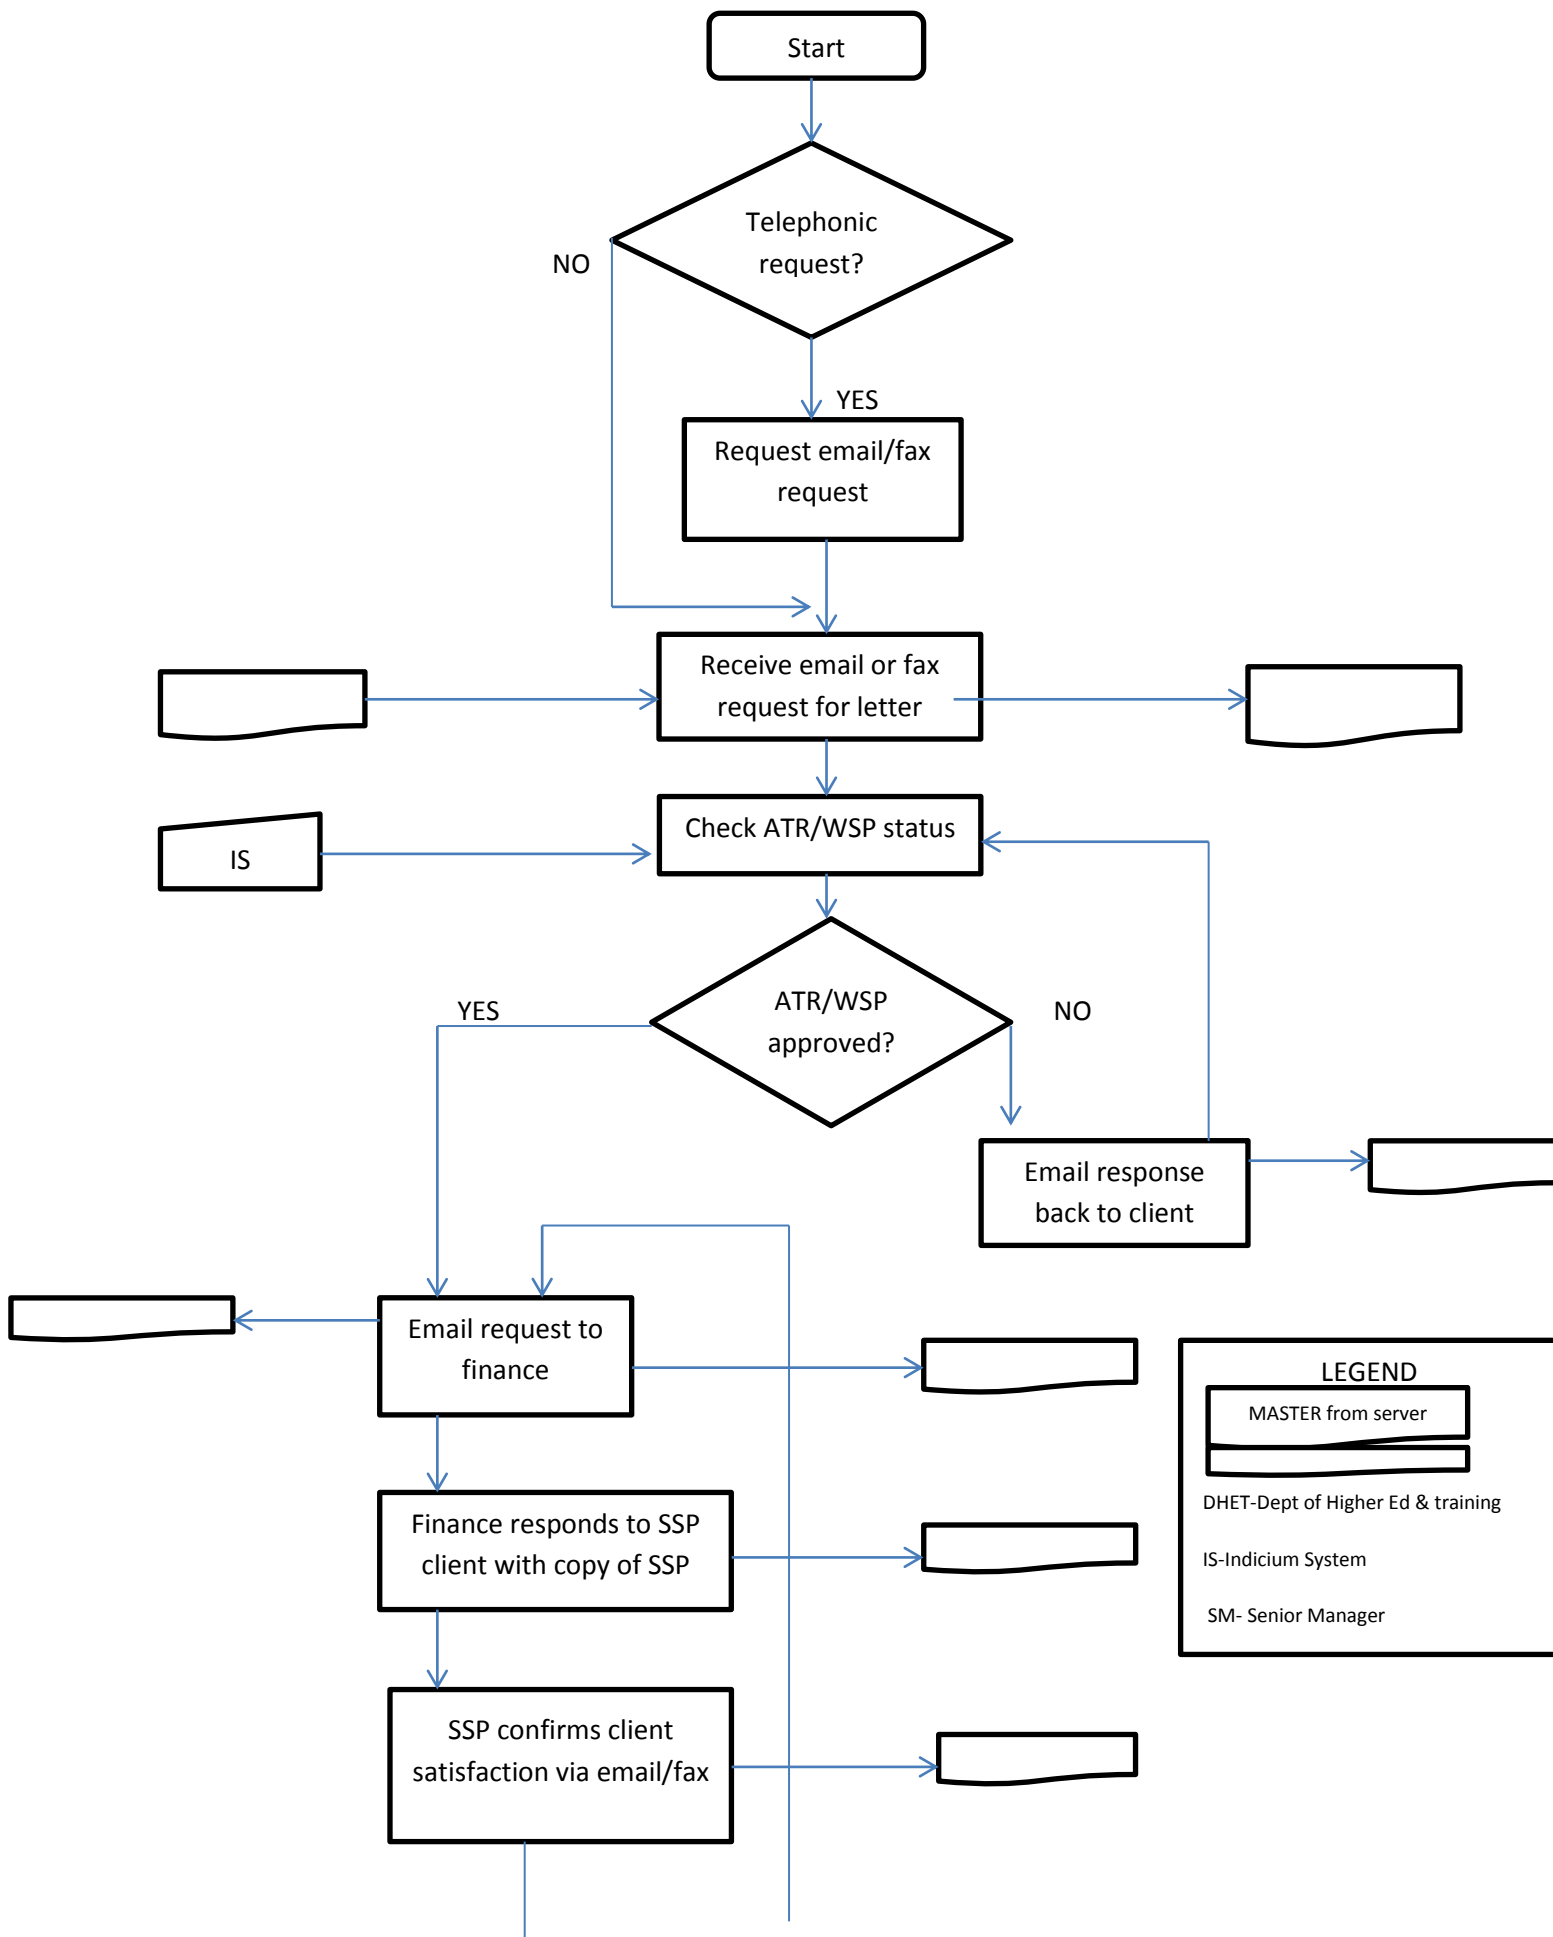 Start
Telephonic
request?
NO
YES
Request email/fax
request
Receive email or fax
request for letter
Check ATR/WSP status
IS
ATR/WSP
approved?
YES
NO
Email response
back to client
Email request to
finance
LEGEND
MASTER from server
DHET-Dept of Higher Ed & training
IS-Indicium System
SM- Senior Manager
Finance responds to SSP
client with copy of SSP
SSP confirms client
satisfaction via email/fax